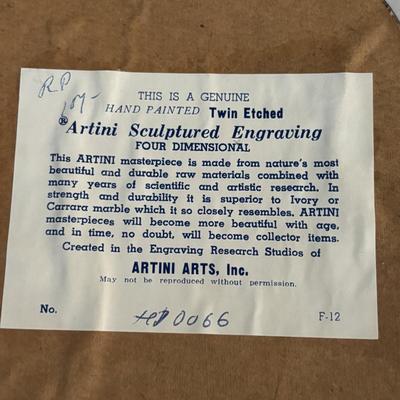 RP
THIS IS A GENUINE
HAND PAINTED Twin Etched
® Artini Sculptured Engraving
FOUR DIMENSIONAL
This ARTINI masterpiece is made from nature's most
beautiful and durable raw materials combined with
many years of scientific and artistic research. In
strength and durability it is superior to Ivory or
Carrara marble which it so closely resembles. ARTINI
masterpieces will become more beautiful with age,
and in time, no doubt, will become collector items.
Created in the Engraving Research Studios of
ARTINI ARTS, Inc.
May not be reproduced without permission.
No. 0066 F-12